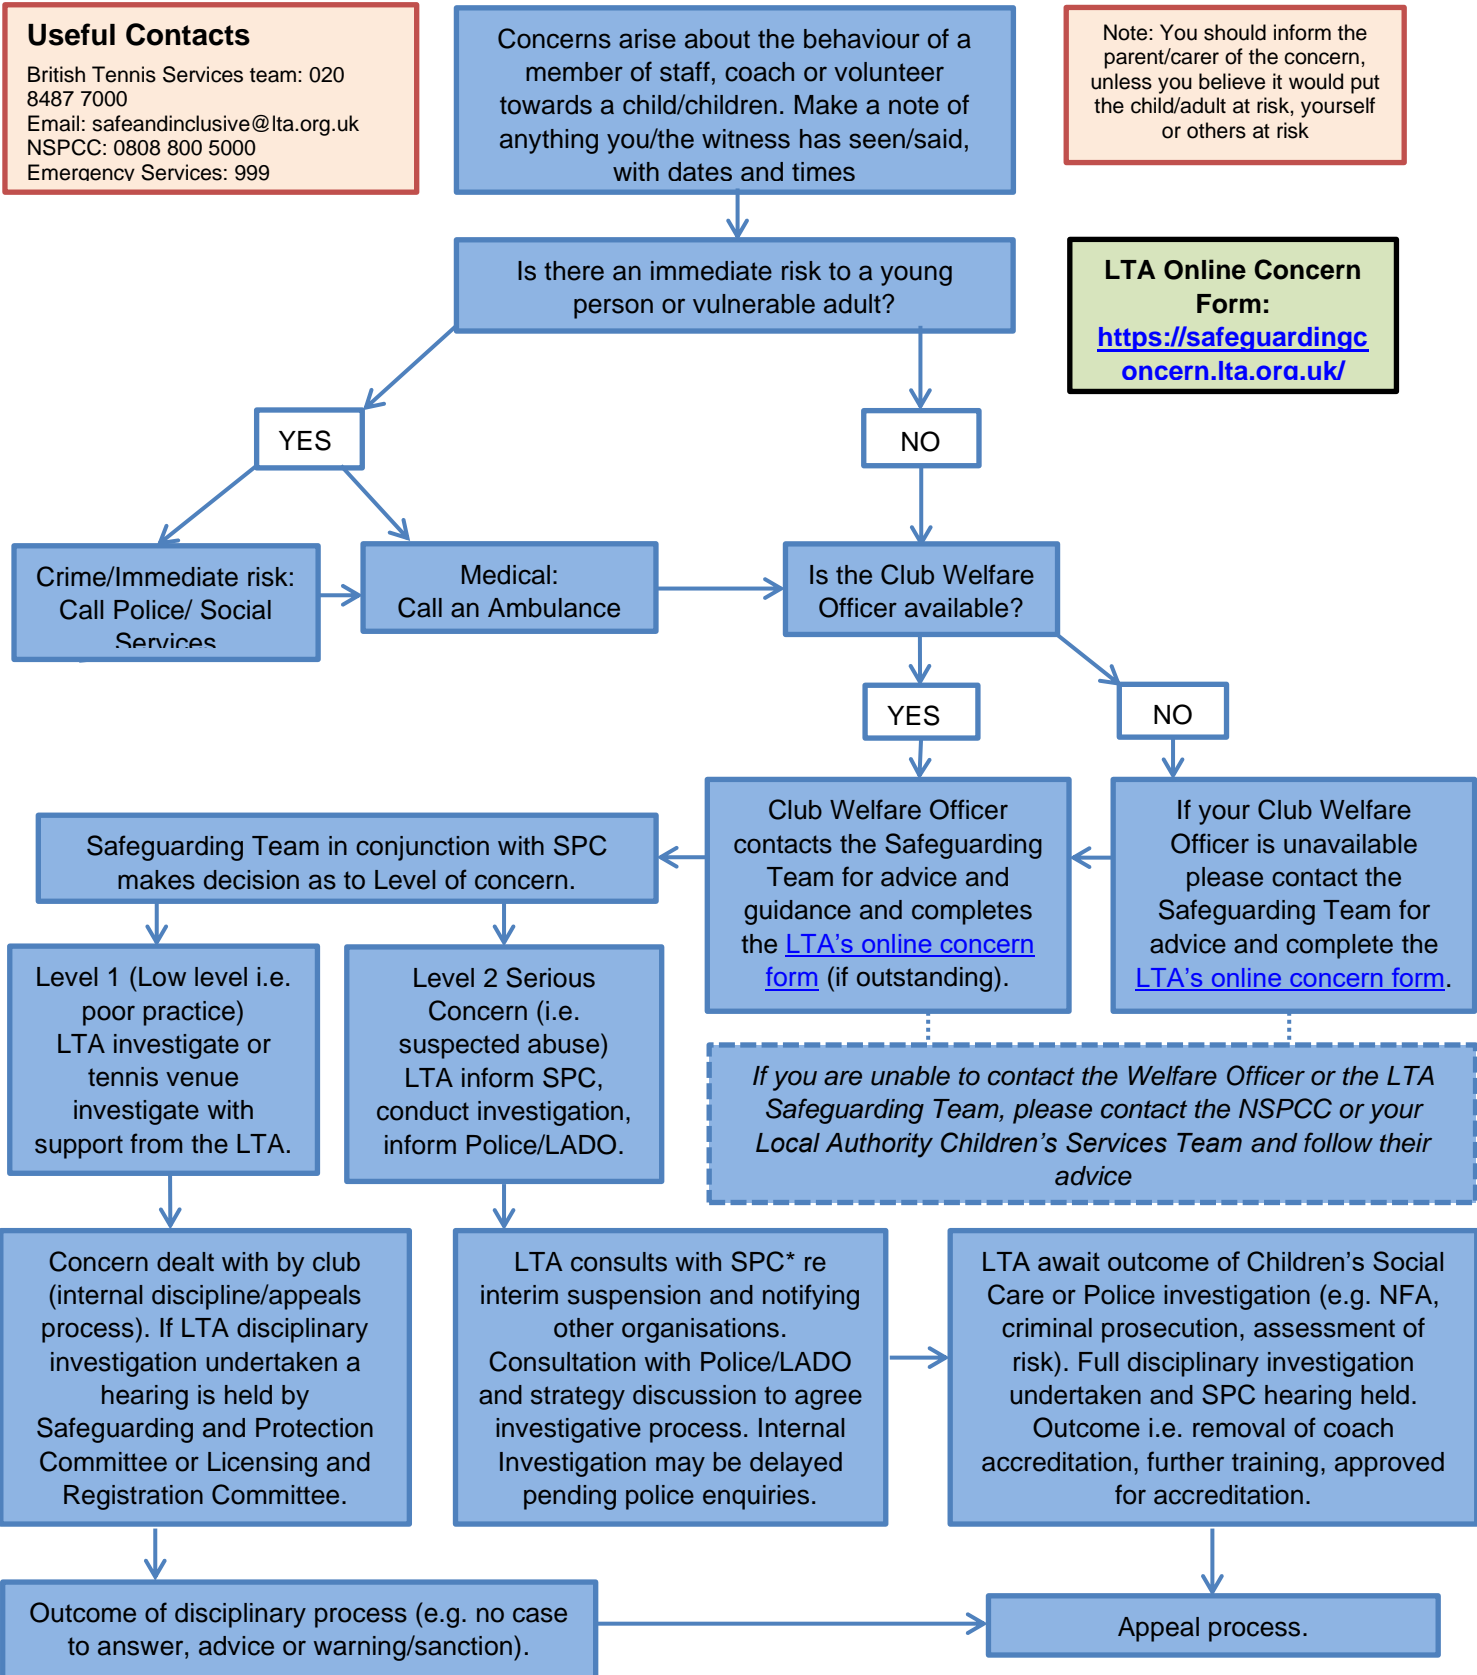 Useful Contacts
British Tennis Services team: 020
8487 7000
Email: safeandinclusive@lta.org.uk
NSPCC: 0808 800 5000
Emergency Services: 999
Concerns arise about the behaviour of a
member of staff, coach or volunteer
towards a child/children. Make a note of
anything you/the witness has seen/said,
with dates and times
Note: You should inform the
parent/carer of the concern,
unless you believe it would put
the child/adult at risk, yourself
or others at risk
Is there an immediate risk to a young
person or vulnerable adult?
LTA Online Concern
Form:
https://safeguardingc
oncern.lta.org.uk/
YES
NO
Crime/Immediate risk:
Call Police/ Social
Services
Medical:
Call an Ambulance
Is the Club Welfare
Officer available?
YES
NO
Safeguarding Team in conjunction with SPC
makes decision as to Level of concern.
Club Welfare Officer
contacts the Safeguarding
Team for advice and
guidance and completes
the LTA's online concern
form (if outstanding).
If your Club Welfare
Officer is unavailable
please contact the
Safeguarding Team for
advice and complete the
LTA's online concern form.
Level 1 (Low level i.e.
poor practice)
LTA investigate or
tennis venue
investigate with
support from the LTA.
Level 2 Serious
Concern (i.e.
suspected abuse)
LTA inform SPC,
conduct investigation,
inform Police/LADO.
If you are unable to contact the Welfare Officer or the LTA
Safeguarding Team, please contact the NSPCC or your
Local Authority Children's Services Team and follow their
advice
Concern dealt with by club
(internal discipline/appeals
process). If LTA disciplinary
investigation undertaken a
hearing is held by
Safeguarding and Protection
Committee or Licensing and
Registration Committee.
LTA consults with SPC* re
interim suspension and notifying
other organisations.
Consultation with Police/LADO
and strategy discussion to agree
investigative process. Internal
Investigation may be delayed
pending police enquiries.
LTA await outcome of Children's Social
Care or Police investigation (e.g. NFA,
criminal prosecution, assessment of
risk). Full disciplinary investigation
undertaken and SPC hearing held.
Outcome i.e. removal of coach
accreditation, further training, approved
for accreditation.
Outcome of disciplinary process (e.g. no case
to answer, advice or warning/sanction).
Appeal process.